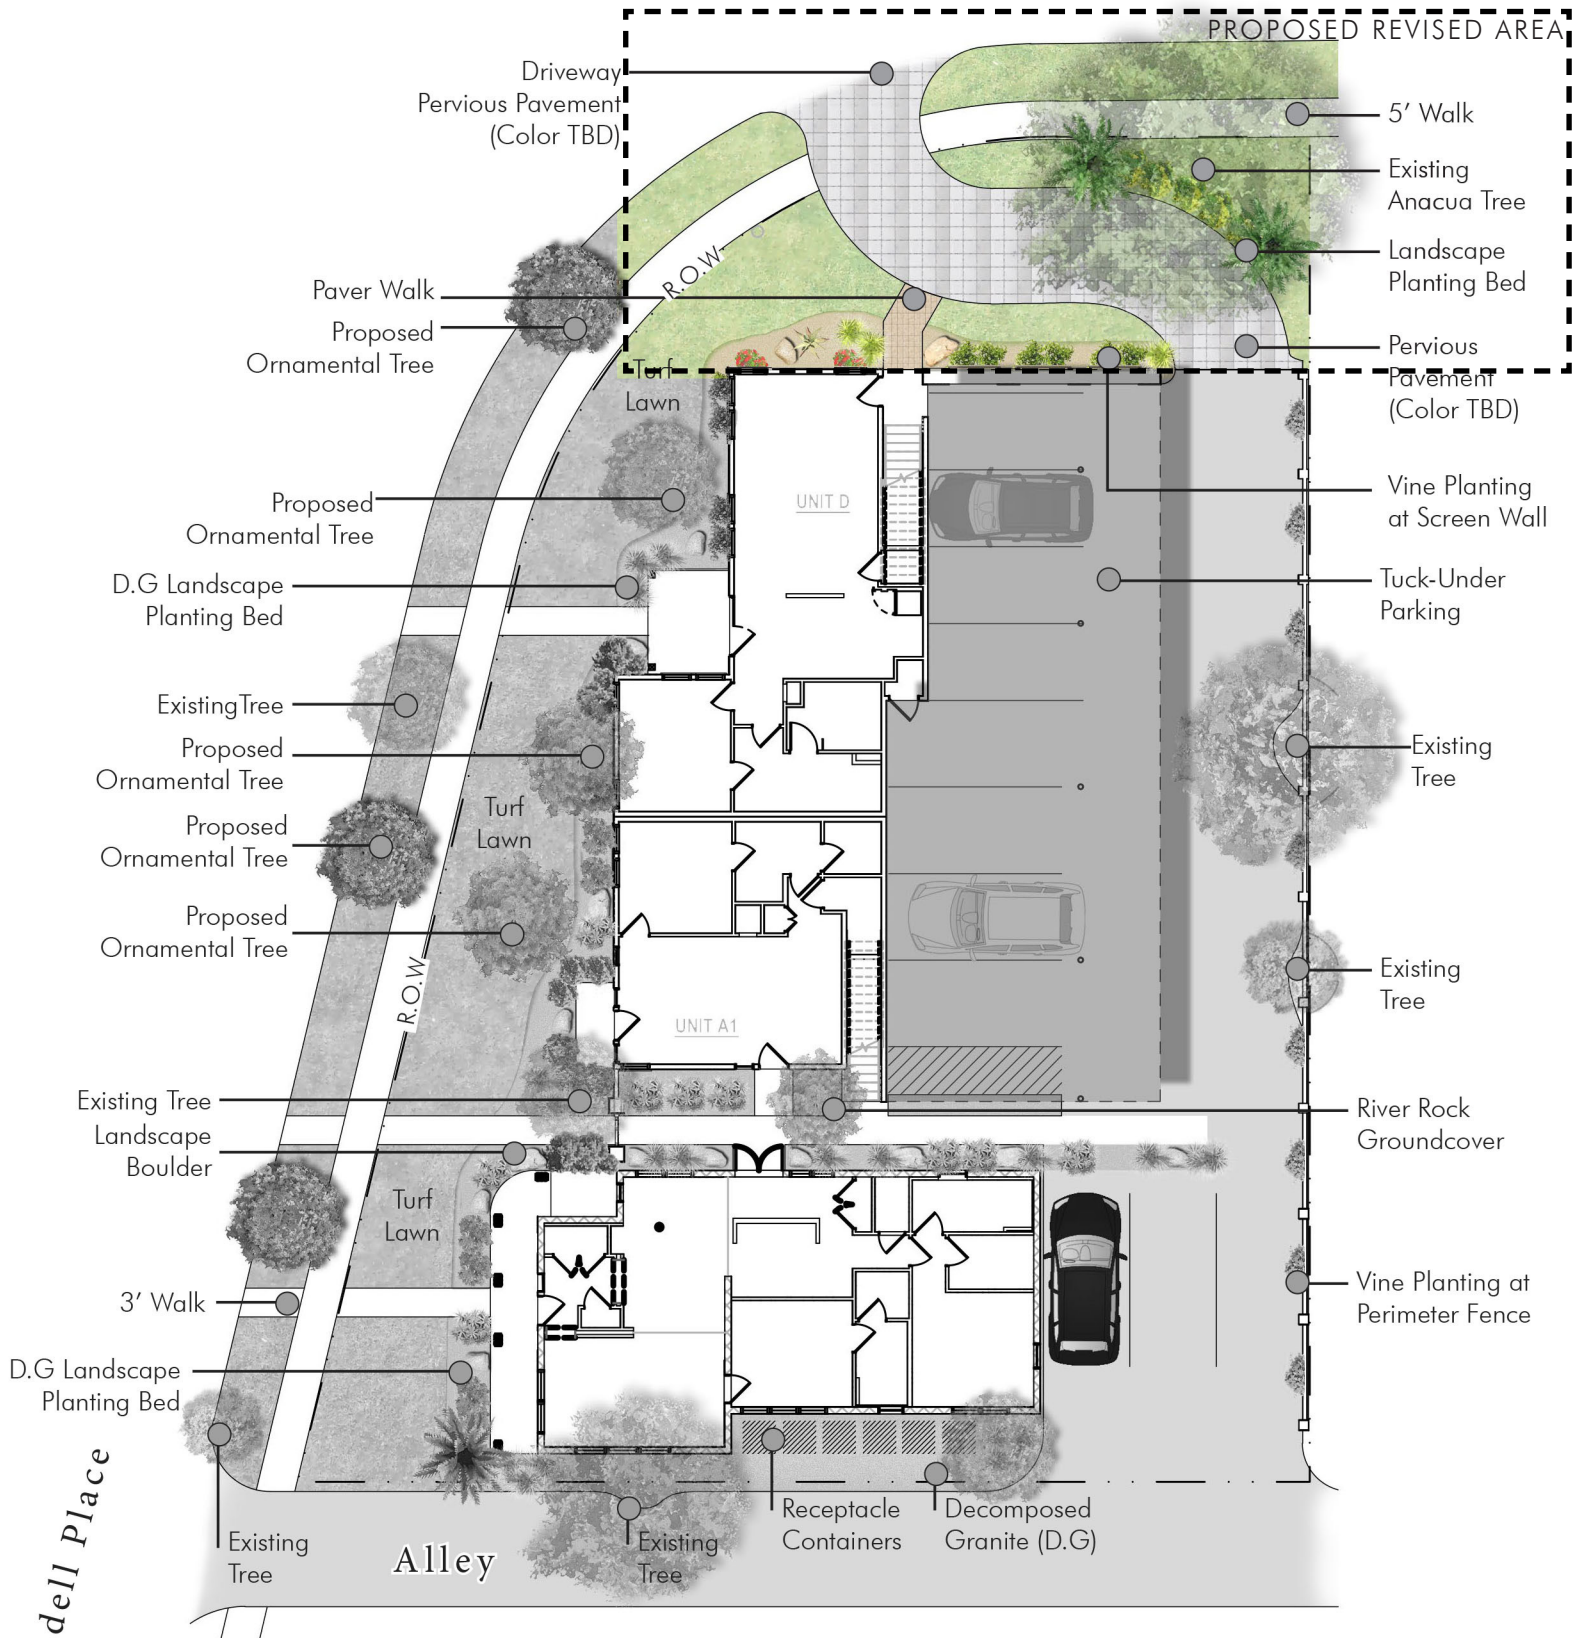 PROPOSED REVISED AREA
Driveway
Pervious Pavement
(Color TBD)
5' Walk
Existing
Anacua Tree
Landscape
Planting Bed
R.O.W
Paver Walk
Proposed
Ornamental Tree
Pervious
Pavement
(Color TBD)
Turf
Lawn
Vine Planting
at Screen Wall
Proposed
Ornamental Tree
UNIT D
D.G Landscape
Planting Bed
Tuck-Under
Parking
ExistingTree
Proposed
Ornamental Tree
Existing
Tree
Turf
Lawn
Proposed
Ornamental Tree
Proposed
Ornamental Tree
Existing
Tree
R.O.W
UNIT A1
Existing Tree
River Rock
Groundcover
Landscape
Boulder
Turf
Lawn
3' Walk
Vine Planting at
Perimeter Fence
D.G Landscape
Planting Bed
dell Place
Existing
Tree
Alley
Existing
Tree
Receptacle
Containers
Decomposed
Granite (D.G)